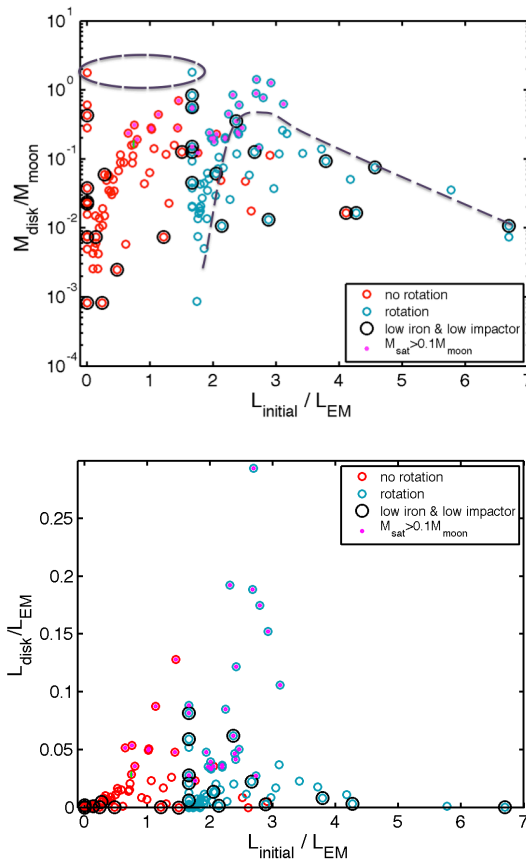 M_disk/M_moon
10^1
10^0
10^-1
10^-2
10^-3
10^-4
no rotation
rotation
low iron & low impactor
M_sat>0.1M_moon
0 1 2 3 4 5 6 7
L_initial / L_EM
L_disk/L_EM
0.25
0.2
0.15
0.1
0.05
0
no rotation
rotation
low iron & low impactor
M_sat>0.1M_moon
0 1 2 3 4 5 6 7
L_initial / L_EM